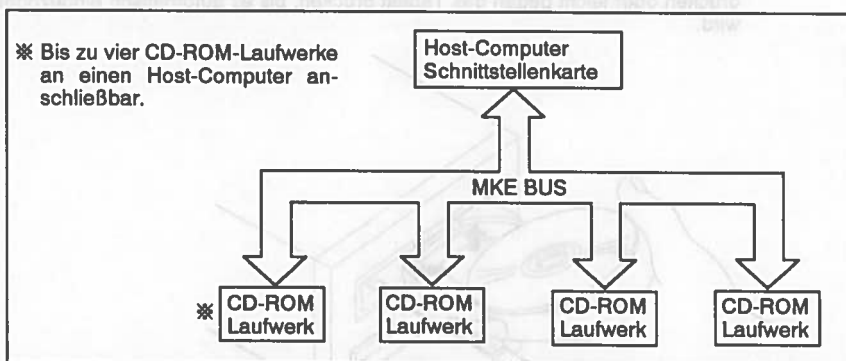 wird.
※ Bis zu vier CD-ROM-Laufwerke
an einen Host-Computer an-
schließbar.
Host-Computer
Schnittstellenkarte
MKE BUS
※
CD-ROM
Laufwerk
CD-ROM
Laufwerk
CD-ROM
Laufwerk
CD-ROM
Laufwerk